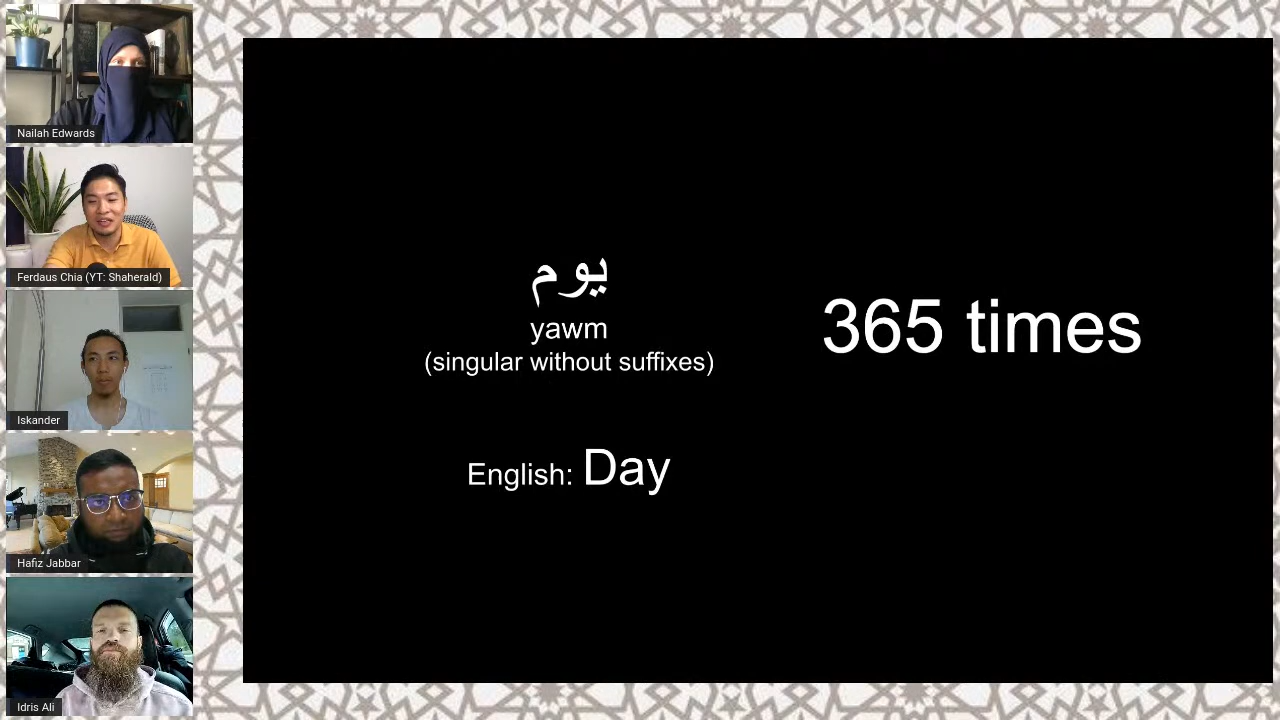 Nailah Edwards
Ferdaus Chia (YT: Shaherald)
Iskander
Hafiz Jabbar
Idris Ali
يوم
yawm
(singular without suffixes)
English: Day
365 times